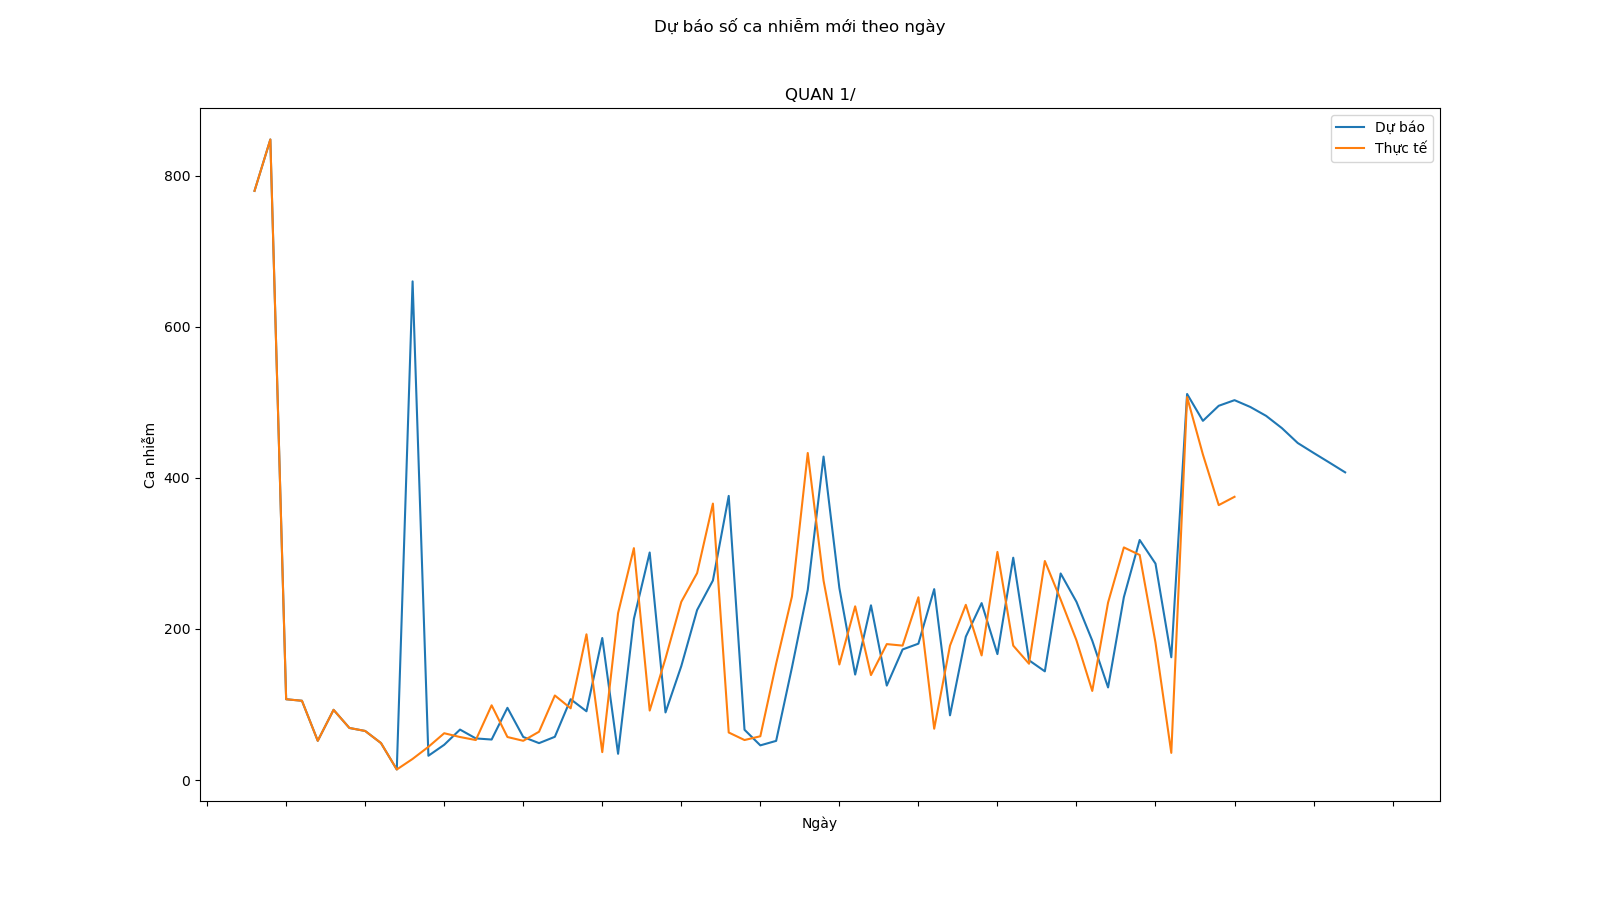 Dự báo số ca nhiễm mới theo ngày
QUAN 1/
Dự báo
Thực tế
800
600
400
200
0
Ca nhiễm
Ngày